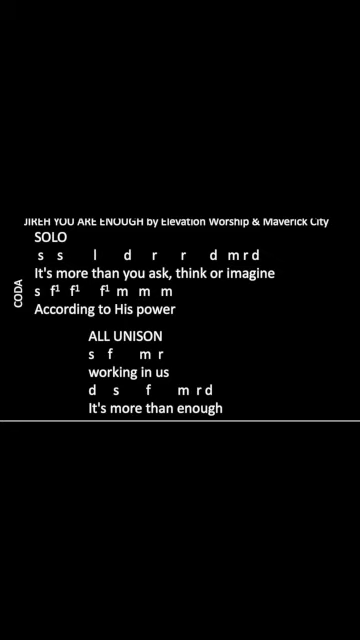 JIREH YOU ARE ENOUGH by Elevation Worship & Maverick City
SOLO
s s l d r r d m r d
It's more than you ask, think or imagine
CODA
s f¹ f¹ f¹ m m m
According to His power
ALL UNISON
s f m r
working in us
d s f m r d
It's more than enough